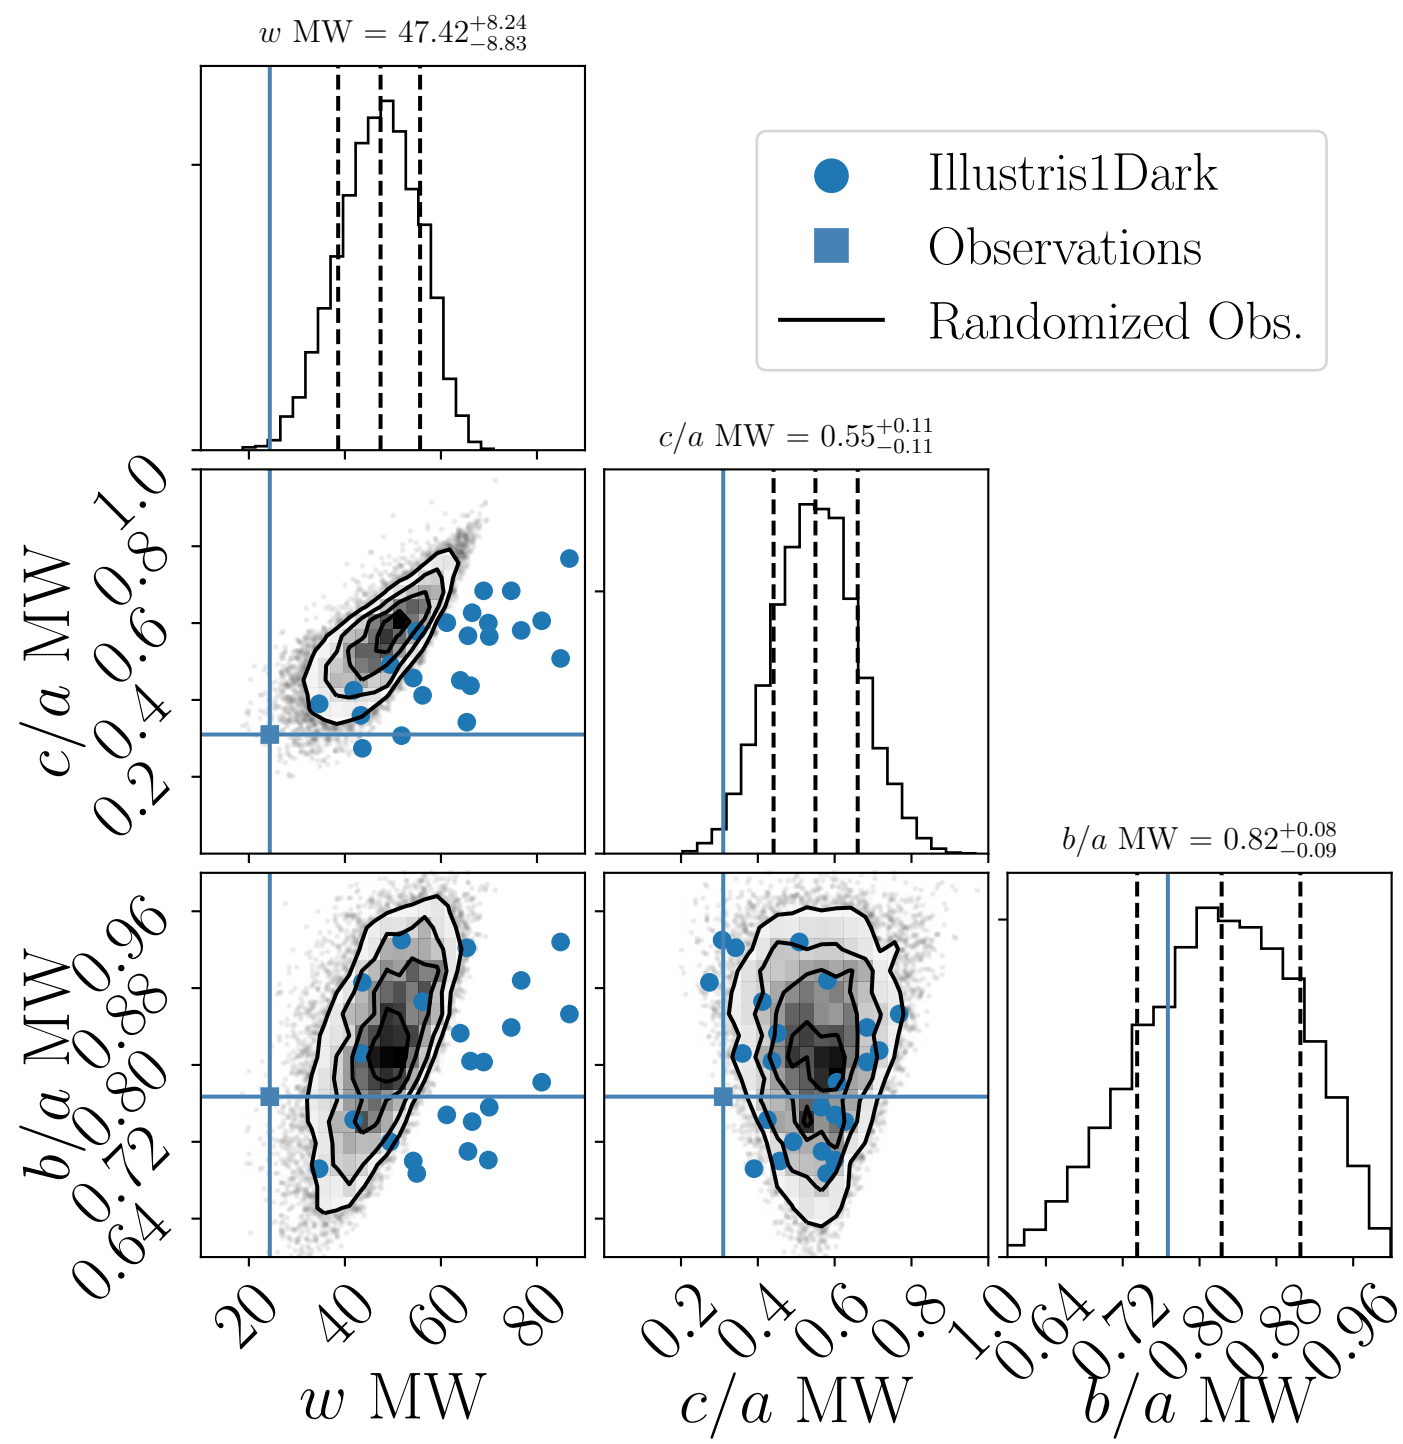 w MW = 47.42+8.24−8.83
Illustris1Dark
Observations
Randomized Obs.
c/a MW = 0.55+0.11−0.11
1.0
0.8
0.6
0.4
0.2
c/a MW
b/a MW = 0.82+0.08−0.09
0.96
0.88
0.80
0.72
0.64
b/a MW
20 40 60 80
0.2 0.4 0.6 0.8 1.0
0.64 0.72 0.80 0.88 0.96
w MW
c/a MW
b/a MW